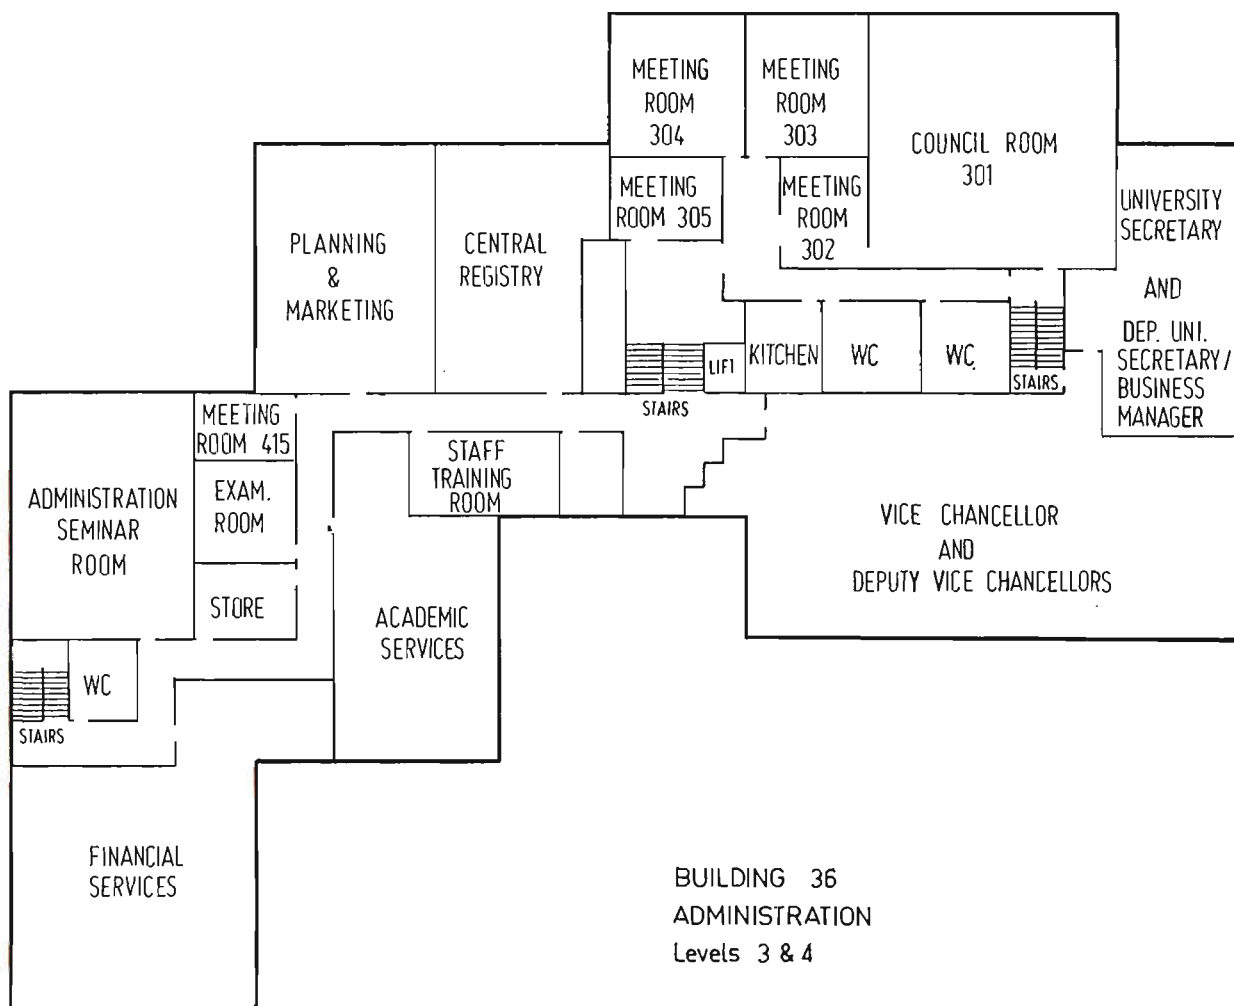 MEETING
ROOM
304
MEETING
ROOM
303
COUNCIL ROOM
301
MEETING
ROOM 305
MEETING
ROOM
302
UNIVERSITY
SECRETARY
AND
DEP. UNI.
SECRETARY/
BUSINESS
MANAGER
PLANNING
&
MARKETING
CENTRAL
REGISTRY
LIFT
KITCHEN
WC
WC
STAIRS
STAIRS
MEETING
ROOM 415
STAFF
TRAINING
ROOM
ADMINISTRATION
SEMINAR
ROOM
EXAM.
ROOM
VICE CHANCELLOR
AND
DEPUTY VICE CHANCELLORS
STORE
ACADEMIC
SERVICES
WC
STAIRS
FINANCIAL
SERVICES
BUILDING 36
ADMINISTRATION
Levels 3 & 4